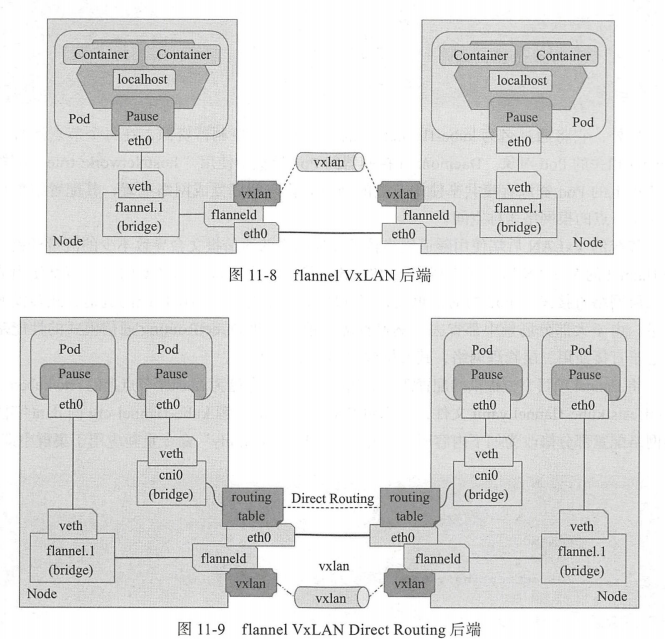 Container Container Container Container
localhost localhost
Pod Pause Pause Pod
eth0 eth0
vxlan
veth vxlan vxlan veth
flannel.1 flanneld flanneld flannel.1
(bridge) (bridge)
Node eth0 eth0 Node
图 11-8 flannel VxLAN 后端
Pod Pod Pod Pod
Pause Pause Pause Pause
eth0 eth0 eth0 eth0
veth veth
cni0 cni0
(bridge) (bridge)
routing Direct Routing routing
table table
veth eth0 eth0 veth
flannel.1 flanneld flanneld flannel.1
(bridge) vxlan (bridge)
Node vxlan vxlan vxlan Node
图 11-9 flannel VxLAN Direct Routing 后端